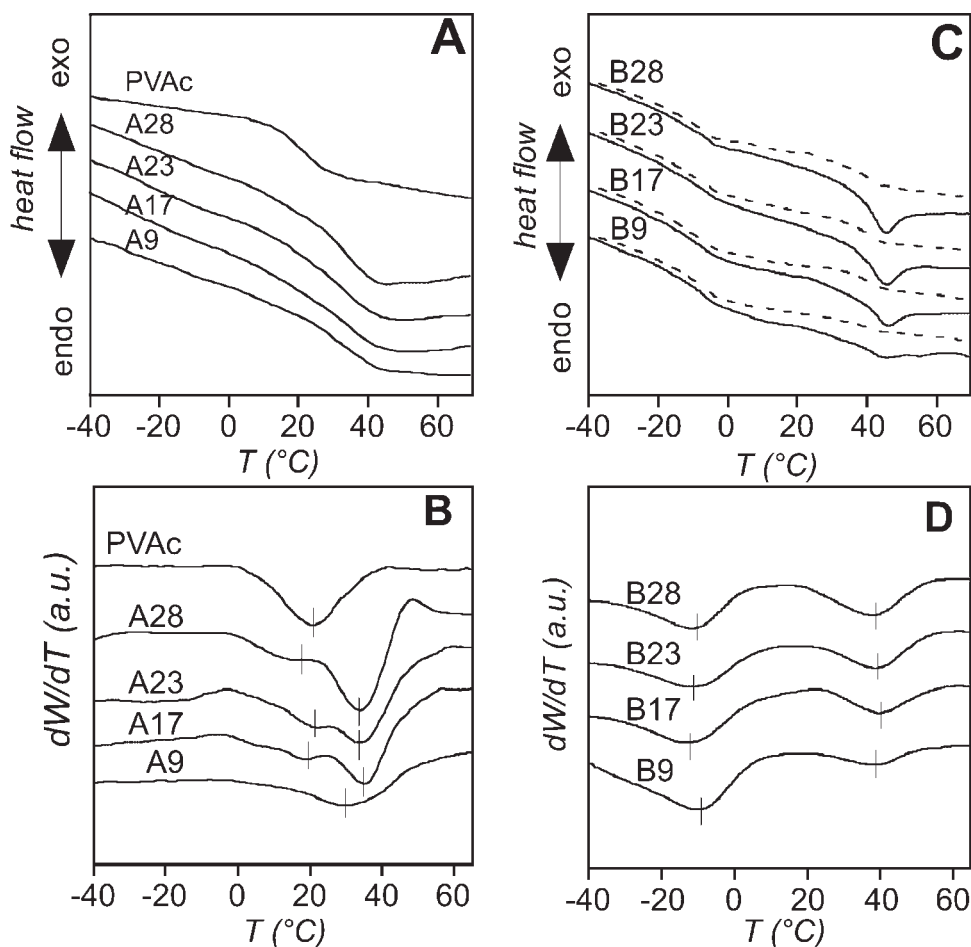 A
exo
heat flow
endo
PVAc
A28
A23
A17
A9
-40 -20 0 20 40 60
T (°C)
C
exo
heat flow
endo
B28
B23
B17
B9
-40 -20 0 20 40 60
T (°C)
B
dW/dT (a.u.)
PVAc
A28
A23
A17
A9
-40 -20 0 20 40 60
T (°C)
D
dW/dT (a.u.)
B28
B23
B17
B9
-40 -20 0 20 40 60
T (°C)